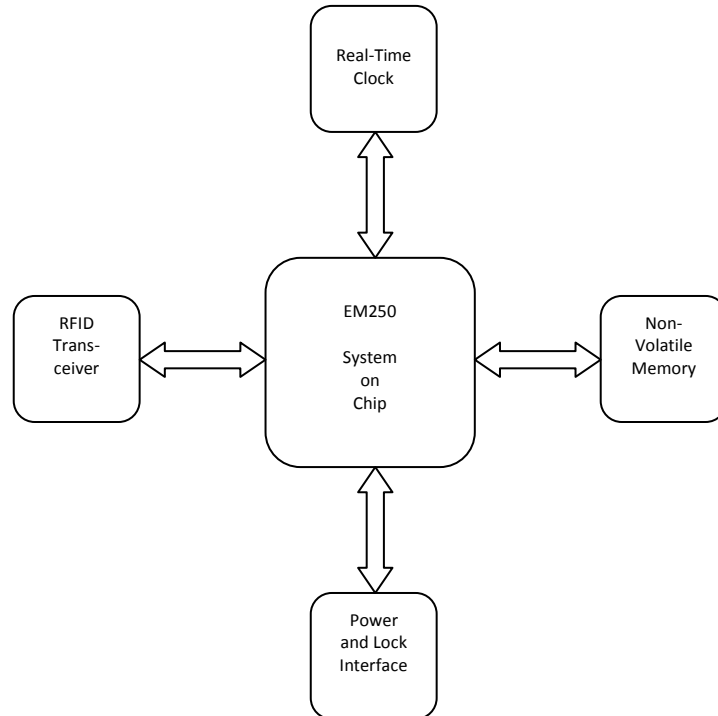 Real-Time
Clock
RFID
Trans-
ceiver
EM250
System
on
Chip
Non-
Volatile
Memory
Power
and Lock
Interface